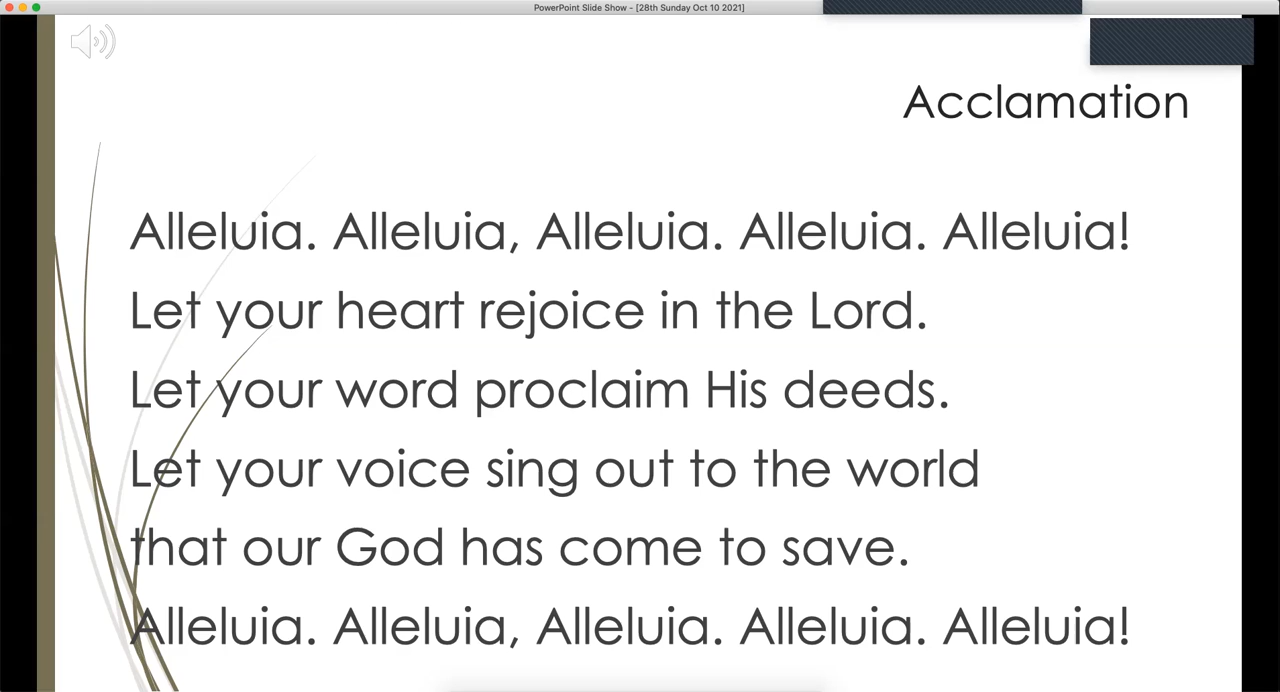 PowerPoint Slide Show - [28th Sunday Oct 10 2021]
Acclamation
Alleluia. Alleluia, Alleluia. Alleluia. Alleluia!
Let your heart rejoice in the Lord.
Let your word proclaim His deeds.
Let your voice sing out to the world
that our God has come to save.
Alleluia. Alleluia, Alleluia. Alleluia. Alleluia!